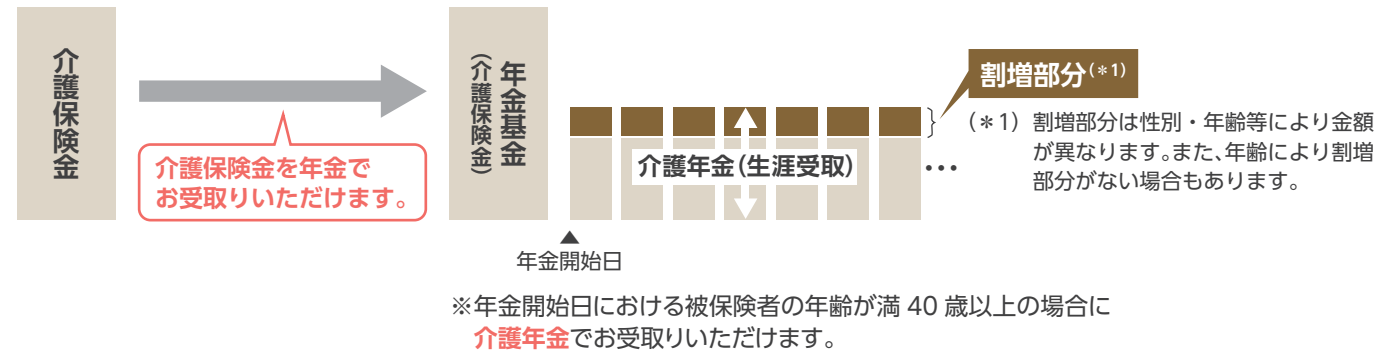 介護保険金
介護保険金を年金で
お受取りいただけます。
年金基金
（介護保険金）
介護年金（生涯受取）
…
割増部分（＊1）
（＊1）割増部分は性別・年齢等により金額
が異なります。また、年齢により割増
部分がない場合もあります。
▲
年金開始日
※年金開始日における被保険者の年齢が満 40 歳以上の場合に
介護年金でお受取りいただけます。